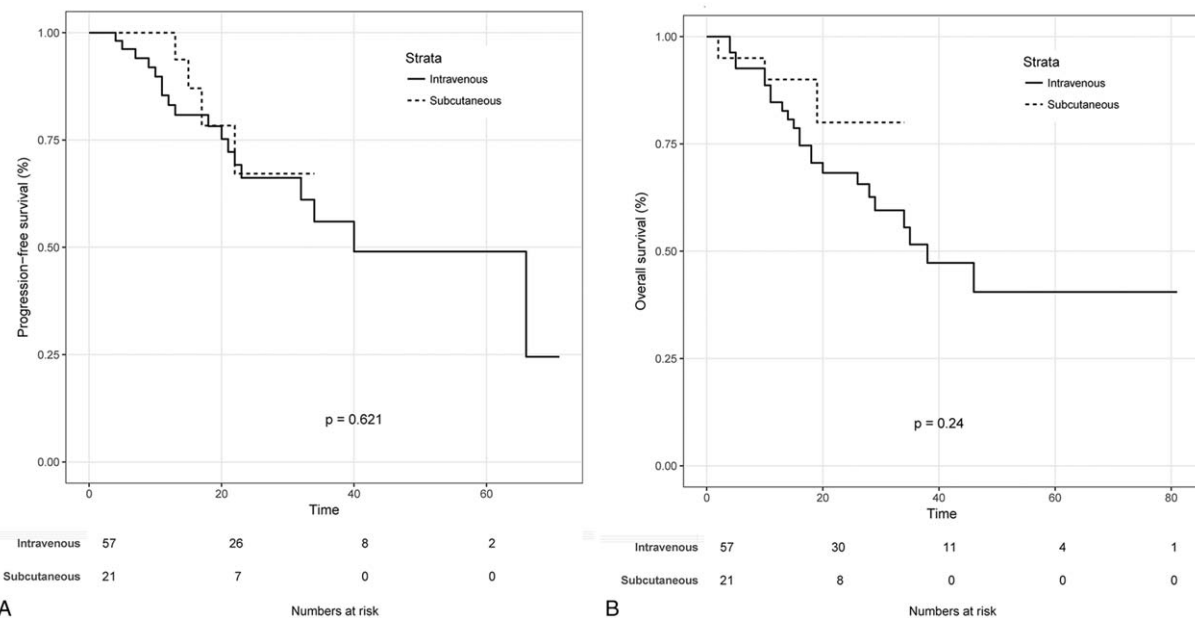 1.00
0.75
0.50
0.25
0.00
Progression-free survival (%)
Strata
Intravenous
Subcutaneous
p = 0.621
0 20 40 60
Time
Intravenous 57 26 8 2
Subcutaneous 21 7 0 0
A Numbers at risk
1.00
0.75
0.50
0.25
0.00
Overall survival (%)
Strata
Intravenous
Subcutaneous
p = 0.24
0 20 40 60 80
Time
Intravenous 57 30 11 4 1
Subcutaneous 21 8 0 0 0
B Numbers at risk